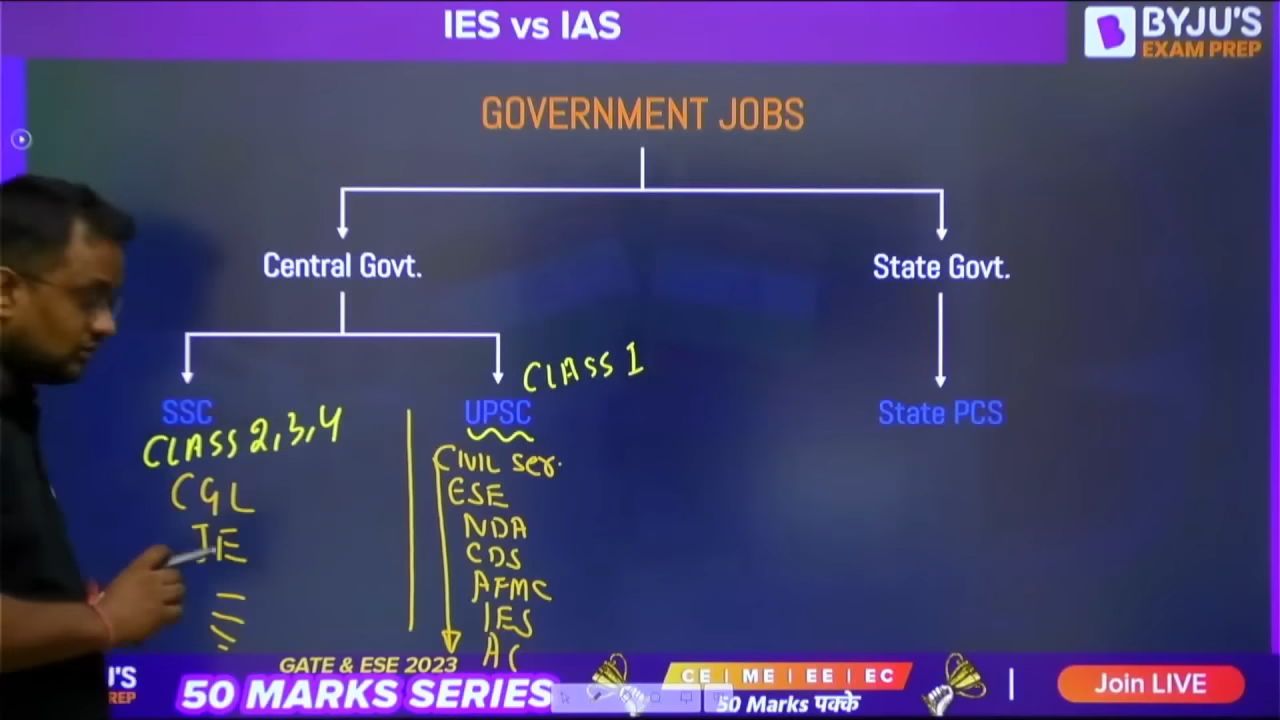 IES vs IAS
BYJU'S
EXAM PREP
GOVERNMENT JOBS
Central Govt.
State Govt.
CLASS 1
SSC
UPSC
State PCS
CLASS 2,3,4
CIVIL Ser.
CGL
ESE
NDA
IE
CDS
AFMC
IES
AC
GATE & ESE 2023
'S
REP
50 MARKS SERIES
CE | ME | EE | EC
50 Marks पक्के
Join LIVE